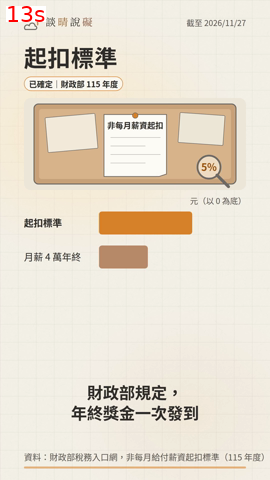 13s
談晴說礙
截至 2026/11/27
起扣標準
已確定｜財政部 115 年度
非每月薪資起扣
5%
元（以 0 為底）
起扣標準
月薪 4 萬年終
財政部規定，
年終獎金一次發到
資料：財政部稅務入口網，非每月給付薪資起扣標準（115 年度）